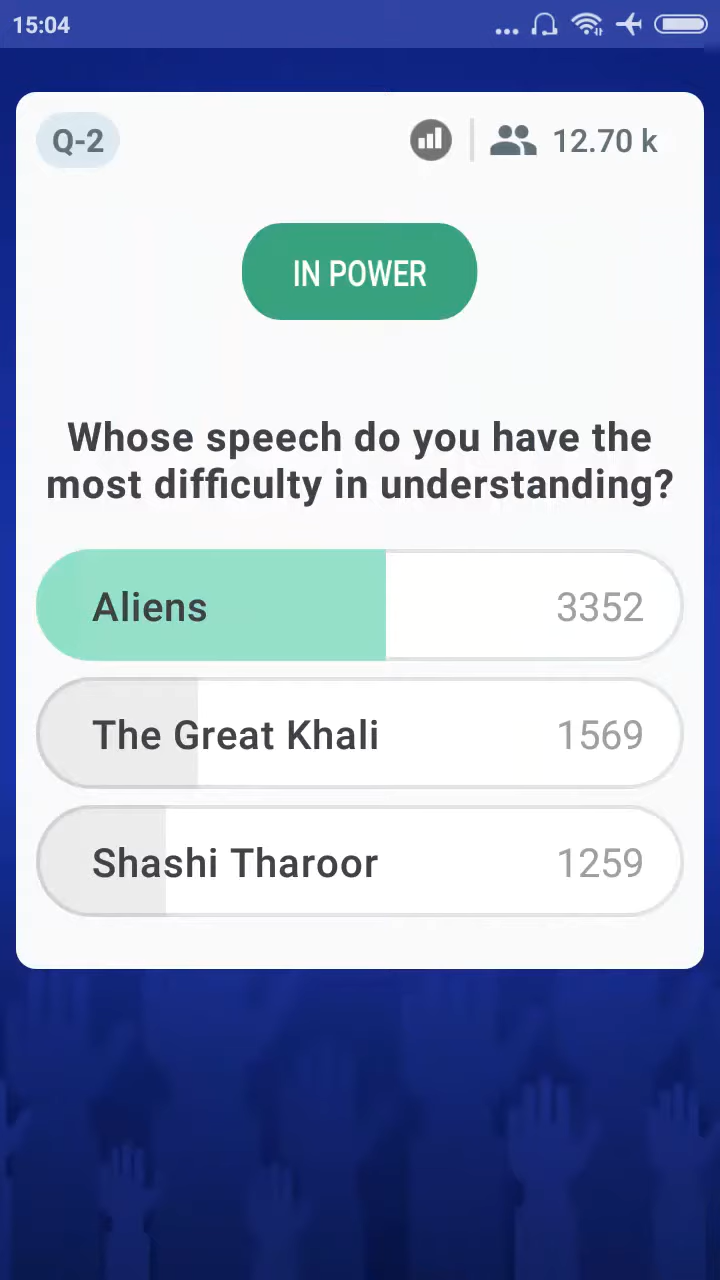 15:04
Q-2
12.70 k
IN POWER
Whose speech do you have the
most difficulty in understanding?
Aliens 3352
The Great Khali 1569
Shashi Tharoor 1259